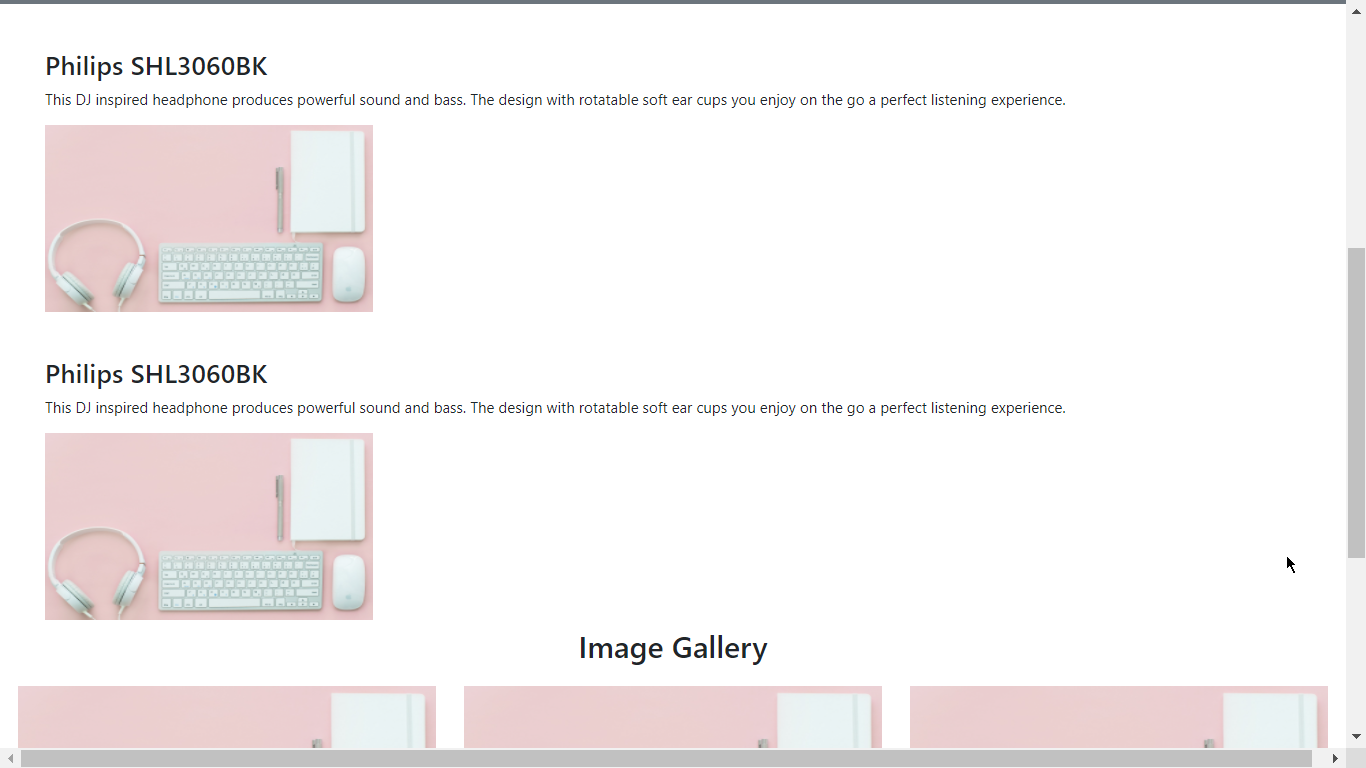 Philips SHL3060BK
This DJ inspired headphone produces powerful sound and bass. The design with rotatable soft ear cups you enjoy on the go a perfect listening experience.
Philips SHL3060BK
This DJ inspired headphone produces powerful sound and bass. The design with rotatable soft ear cups you enjoy on the go a perfect listening experience.
Image Gallery